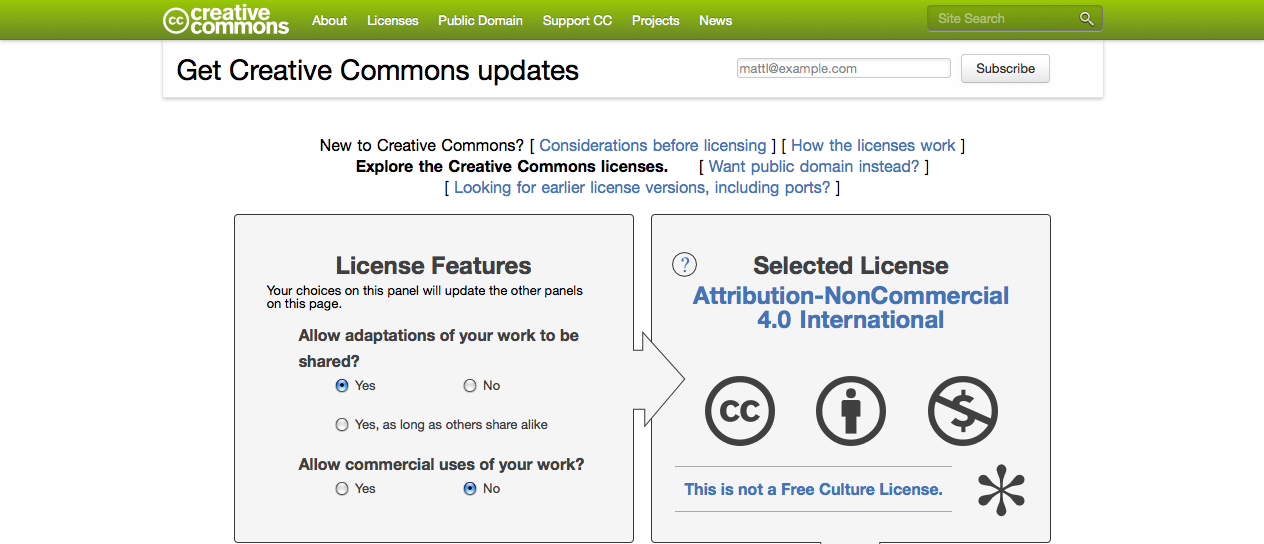 cc creative commons
About Licenses Public Domain Support CC Projects News
Site Search
Get Creative Commons updates
mattl@example.com Subscribe
New to Creative Commons? [ Considerations before licensing ] [ How the licenses work ]
Explore the Creative Commons licenses. [ Want public domain instead? ]
[ Looking for earlier license versions, including ports? ]
License Features
Your choices on this panel will update the other panels
on this page.
Allow adaptations of your work to be
shared?
Yes No
Yes, as long as others share alike
Allow commercial uses of your work?
Yes No
? Selected License
Attribution-NonCommercial
4.0 International
cc $
This is not a Free Culture License.